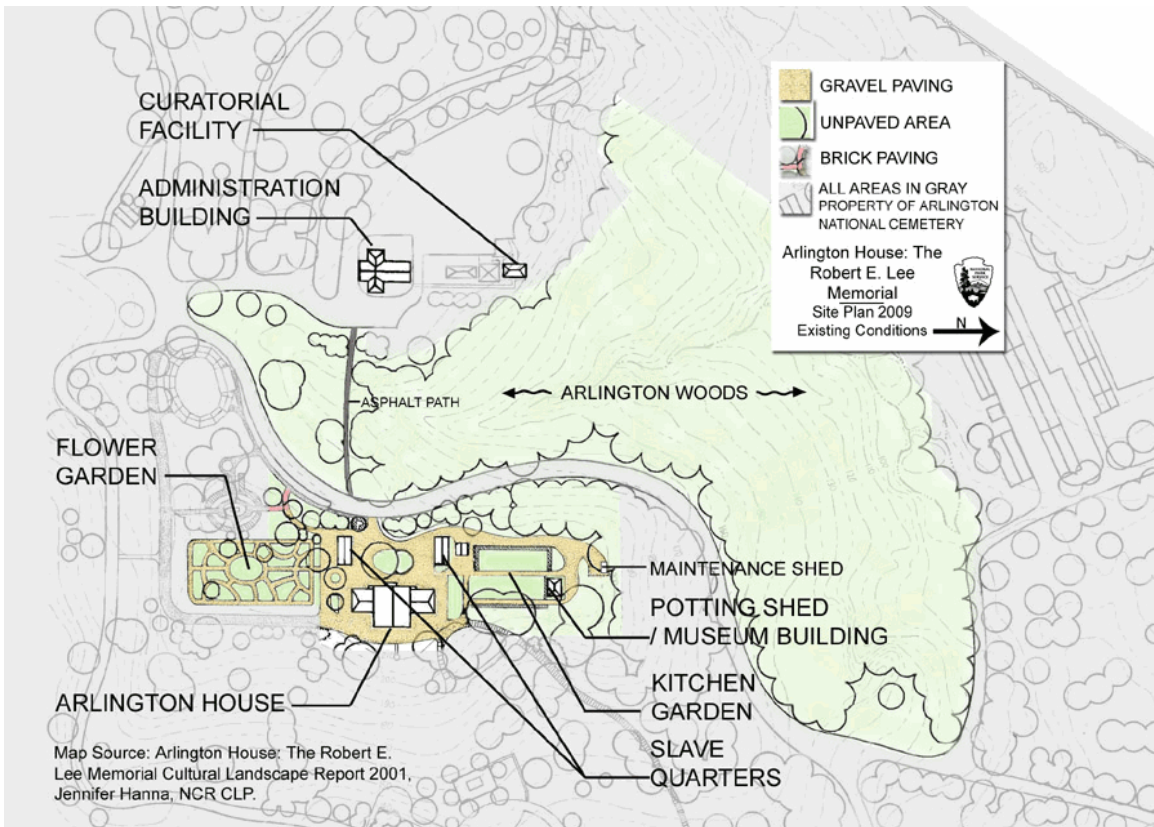 CURATORIAL
FACILITY
ADMINISTRATION
BUILDING
GRAVEL PAVING
UNPAVED AREA
BRICK PAVING
ALL AREAS IN GRAY
PROPERTY OF ARLINGTON
NATIONAL CEMETERY
Arlington House: The
Robert E. Lee
Memorial
Site Plan 2009
Existing Conditions
N
ARLINGTON WOODS
ASPHALT PATH
FLOWER
GARDEN
MAINTENANCE SHED
POTTING SHED
/ MUSEUM BUILDING
KITCHEN
GARDEN
SLAVE
QUARTERS
ARLINGTON HOUSE
Map Source: Arlington House: The Robert E.
Lee Memorial Cultural Landscape Report 2001,
Jennifer Hanna, NCR CLP.